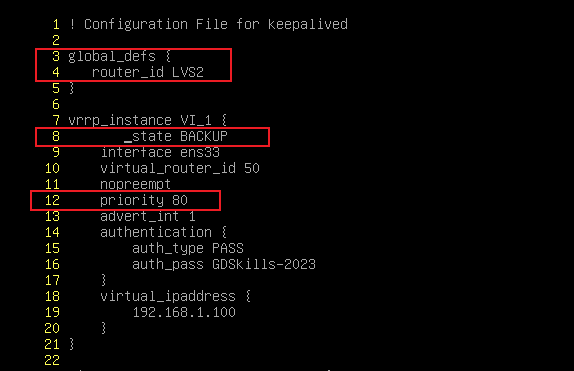 1 ! Configuration File for keepalived
2
3 global_defs {
4    router_id LVS2
5 }
6
7 vrrp_instance VI_1 {
8        _state BACKUP
9     interface ens33
10     virtual_router_id 50
11     nopreempt
12     priority 80
13     advert_int 1
14     authentication {
15         auth_type PASS
16         auth_pass GDSkills-2023
17     }
18     virtual_ipaddress {
19         192.168.1.100
20     }
21 }
22